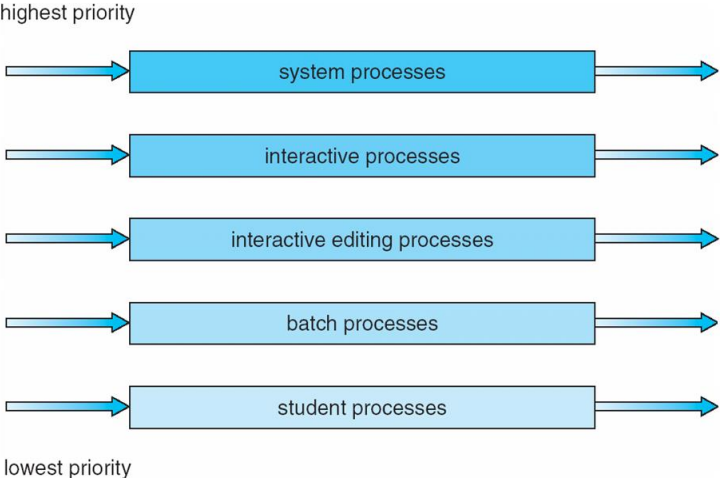 highest priority
system processes
interactive processes
interactive editing processes
batch processes
student processes
lowest priority